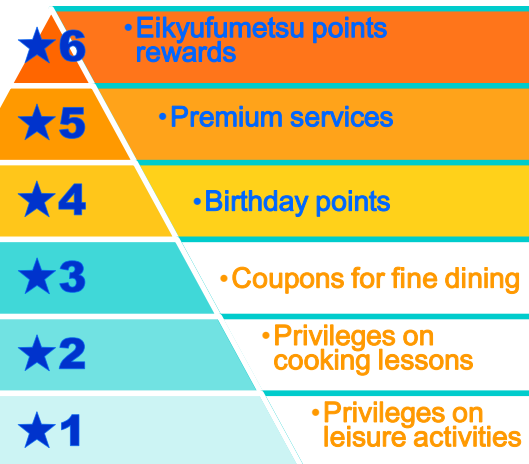 ★6
•Eikyufumetsu points
rewards
★5
•Premium services
★4
•Birthday points
★3
•Coupons for fine dining
★2
•Privileges on
cooking lessons
★1
•Privileges on
leisure activities